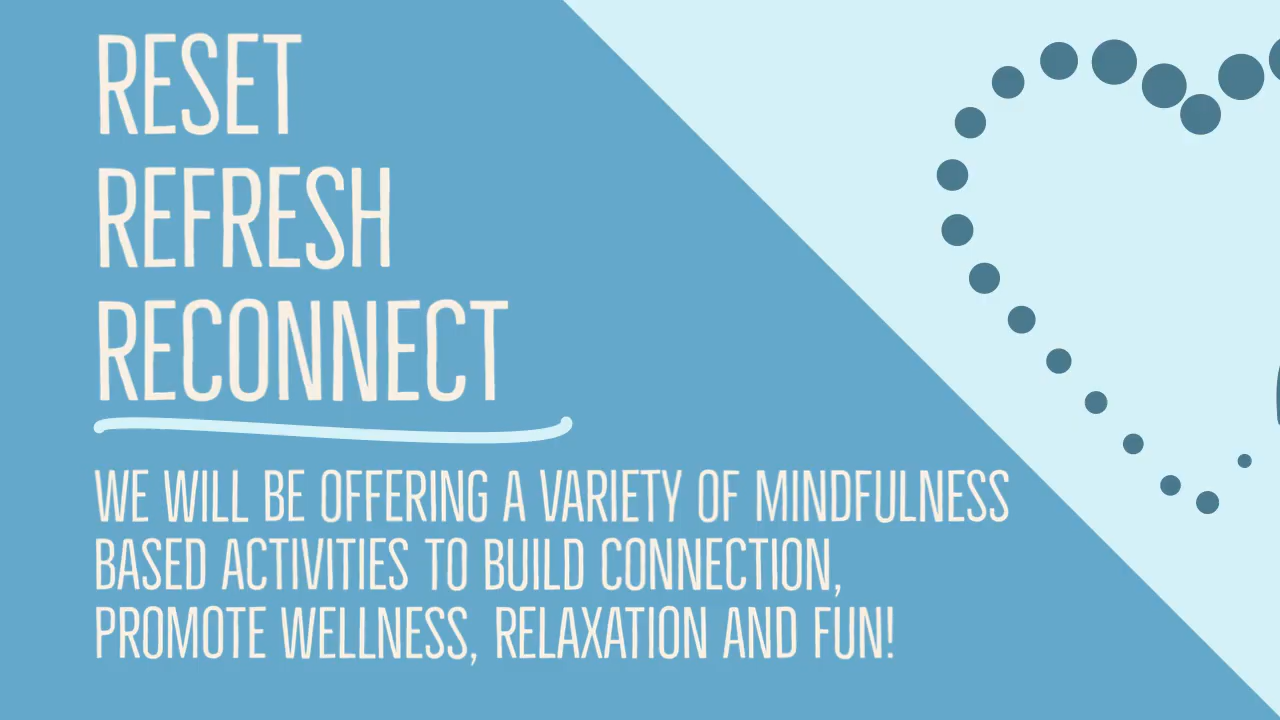 RESET
REFRESH
RECONNECT
WE WILL BE OFFERING A VARIETY OF MINDFULNESS
BASED ACTIVITIES TO BUILD CONNECTION,
PROMOTE WELLNESS, RELAXATION AND FUN!